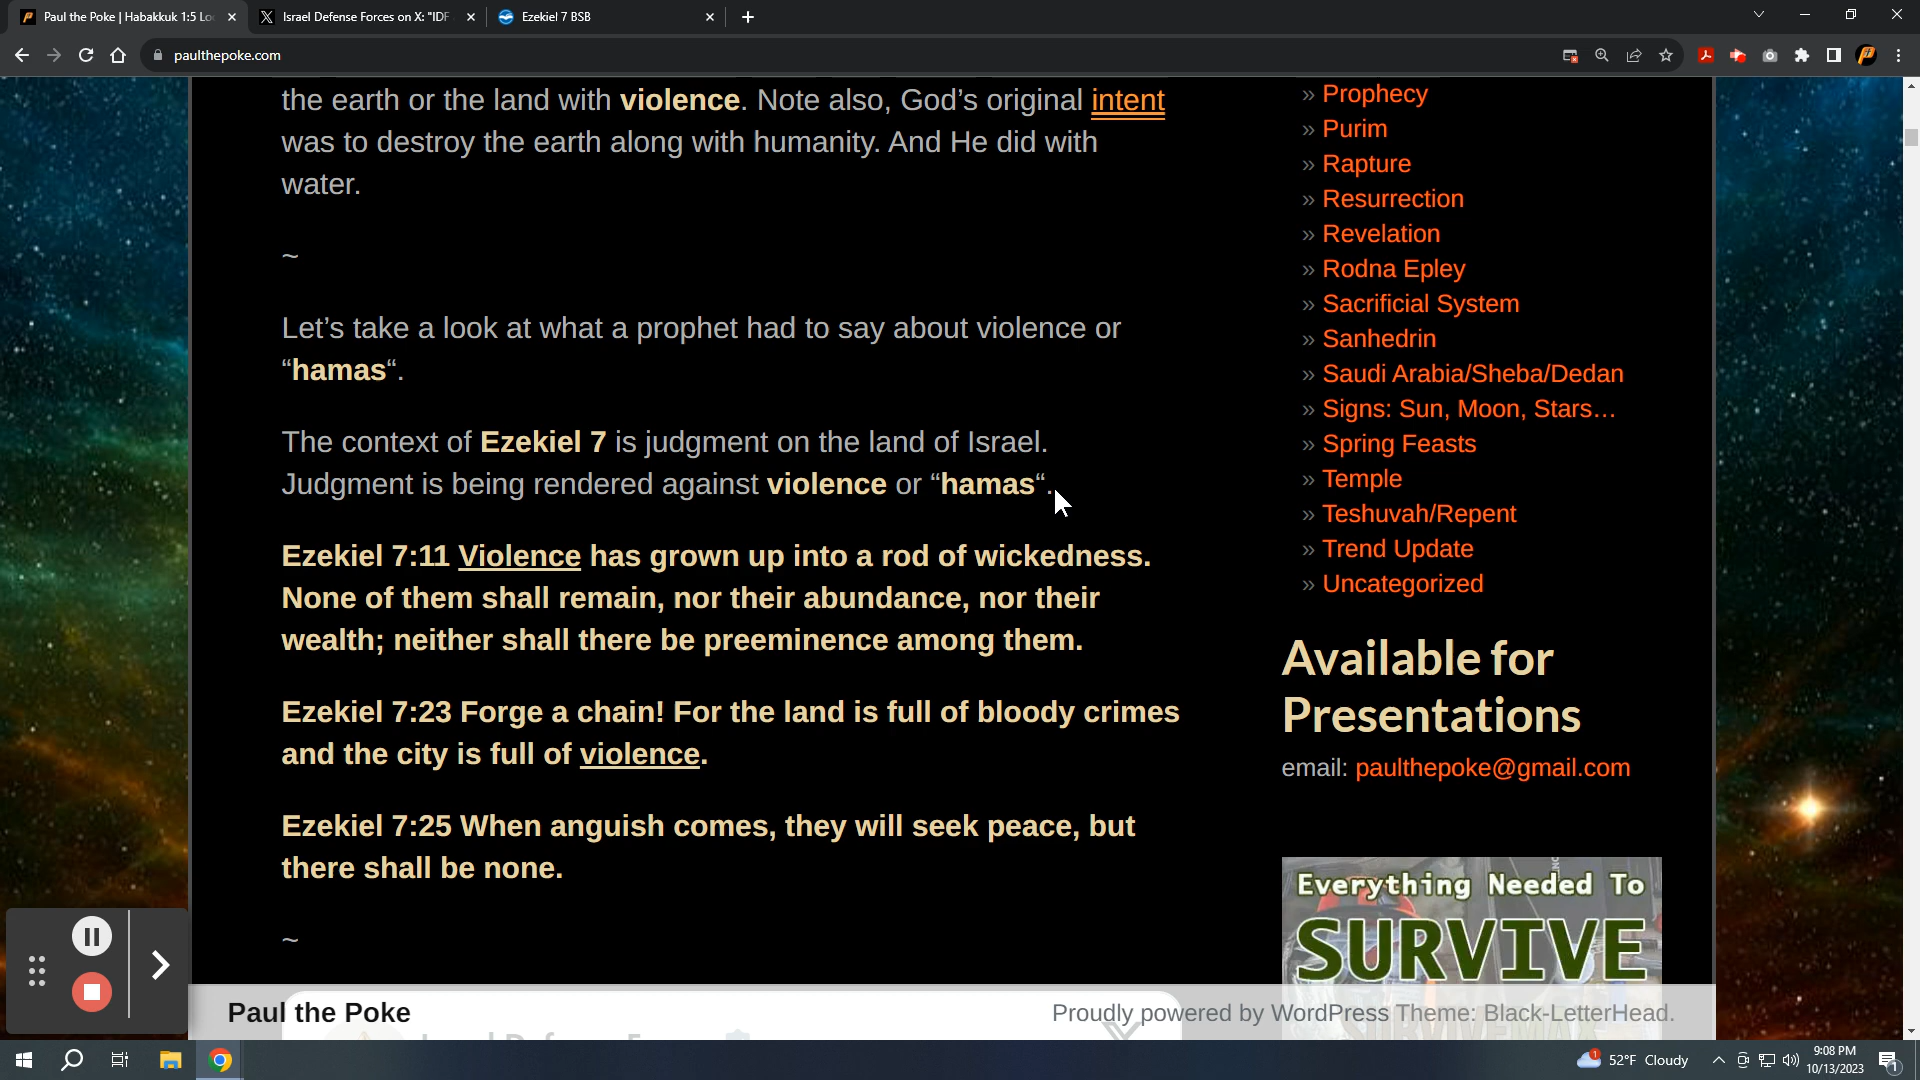 Paul the Poke | Habakkuk 1:5 Lo
Israel Defense Forces on X: "IDF
Ezekiel 7 BSB
paulthepoke.com
the earth or the land with violence. Note also, God’s original intent
was to destroy the earth along with humanity. And He did with
water.
~
Let’s take a look at what a prophet had to say about violence or
“hamas“.
The context of Ezekiel 7 is judgment on the land of Israel.
Judgment is being rendered against violence or “hamas“.
Ezekiel 7:11 Violence has grown up into a rod of wickedness.
None of them shall remain, nor their abundance, nor their
wealth; neither shall there be preeminence among them.
Ezekiel 7:23 Forge a chain! For the land is full of bloody crimes
and the city is full of violence.
Ezekiel 7:25 When anguish comes, they will seek peace, but
there shall be none.
~
» Prophecy
» Purim
» Rapture
» Resurrection
» Revelation
» Rodna Epley
» Sacrificial System
» Sanhedrin
» Saudi Arabia/Sheba/Dedan
» Signs: Sun, Moon, Stars…
» Spring Feasts
» Temple
» Teshuvah/Repent
» Trend Update
» Uncategorized
Available for
Presentations
email: paulthepoke@gmail.com
Everything Needed To
SURVIVE
Paul the Poke
Proudly powered by WordPress Theme: Black-LetterHead.
1
52°F Cloudy
9:08 PM
10/13/2023
1